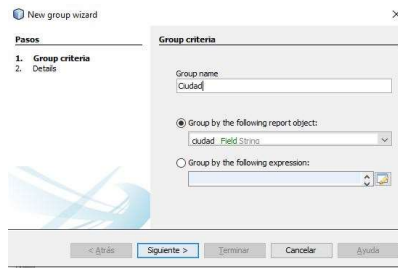 New group wizard
Pasos
1. Group criteria
2. Details
Group criteria
Group name
Ciudad
Group by the following report object:
ciudad Field String
Group by the following expression:
< Atrás
Siguiente >
Terminar
Cancelar
Ayuda